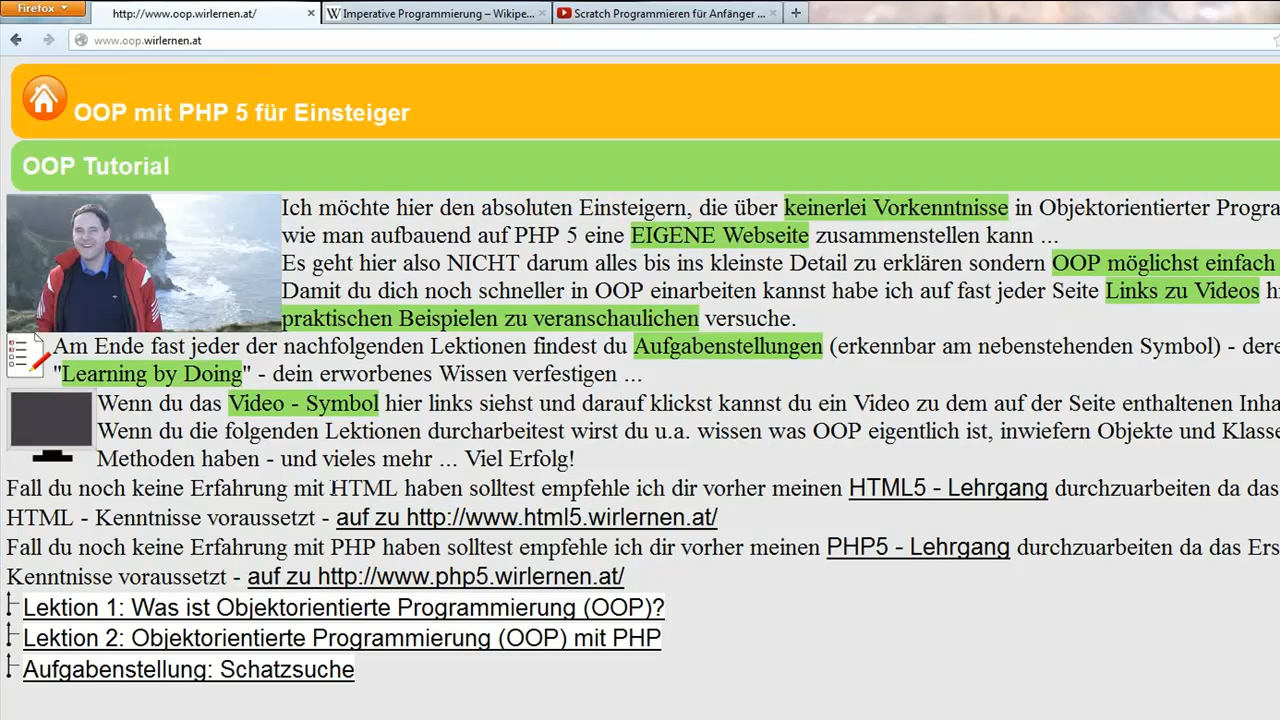 Firefox
http://www.oop.wirlernen.at/
Imperative Programmierung – Wikipe...
Scratch Programmieren für Anfänger ...
www.oop.wirlernen.at
OOP mit PHP 5 für Einsteiger
OOP Tutorial
Ich möchte hier den absoluten Einsteigern, die über keinerlei Vorkenntnisse in Objektorientierter Progra
wie man aufbauend auf PHP 5 eine EIGENE Webseite zusammenstellen kann ...
Es geht hier also NICHT darum alles bis ins kleinste Detail zu erklären sondern OOP möglichst einfach
Damit du dich noch schneller in OOP einarbeiten kannst habe ich auf fast jeder Seite Links zu Videos hi
praktischen Beispielen zu veranschaulichen versuche.
Am Ende fast jeder der nachfolgenden Lektionen findest du Aufgabenstellungen (erkennbar am nebenstehenden Symbol) - dere
"Learning by Doing" - dein erworbenes Wissen verfestigen ...
Wenn du das Video - Symbol hier links siehst und darauf klickst kannst du ein Video zu dem auf der Seite enthaltenen Inha
Wenn du die folgenden Lektionen durcharbeitest wirst du u.a. wissen was OOP eigentlich ist, inwiefern Objekte und Klasse
Methoden haben - und vieles mehr ... Viel Erfolg!
Fall du noch keine Erfahrung mit HTML haben solltest empfehle ich dir vorher meinen HTML5 - Lehrgang durchzuarbeiten da das
HTML - Kenntnisse voraussetzt - auf zu http://www.html5.wirlernen.at/
Fall du noch keine Erfahrung mit PHP haben solltest empfehle ich dir vorher meinen PHP5 - Lehrgang durchzuarbeiten da das Ers
Kenntnisse voraussetzt - auf zu http://www.php5.wirlernen.at/
Lektion 1: Was ist Objektorientierte Programmierung (OOP)?
Lektion 2: Objektorientierte Programmierung (OOP) mit PHP
Aufgabenstellung: Schatzsuche